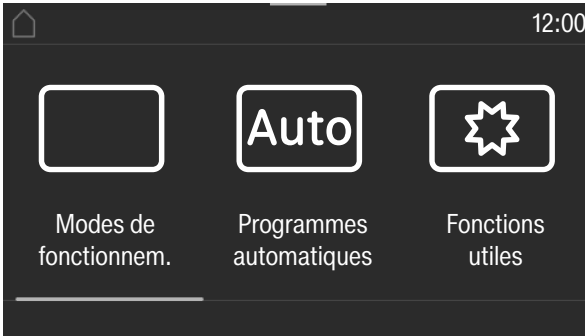 12:00
Auto
Modes de
fonctionnem.
Programmes
automatiques
Fonctions
utiles